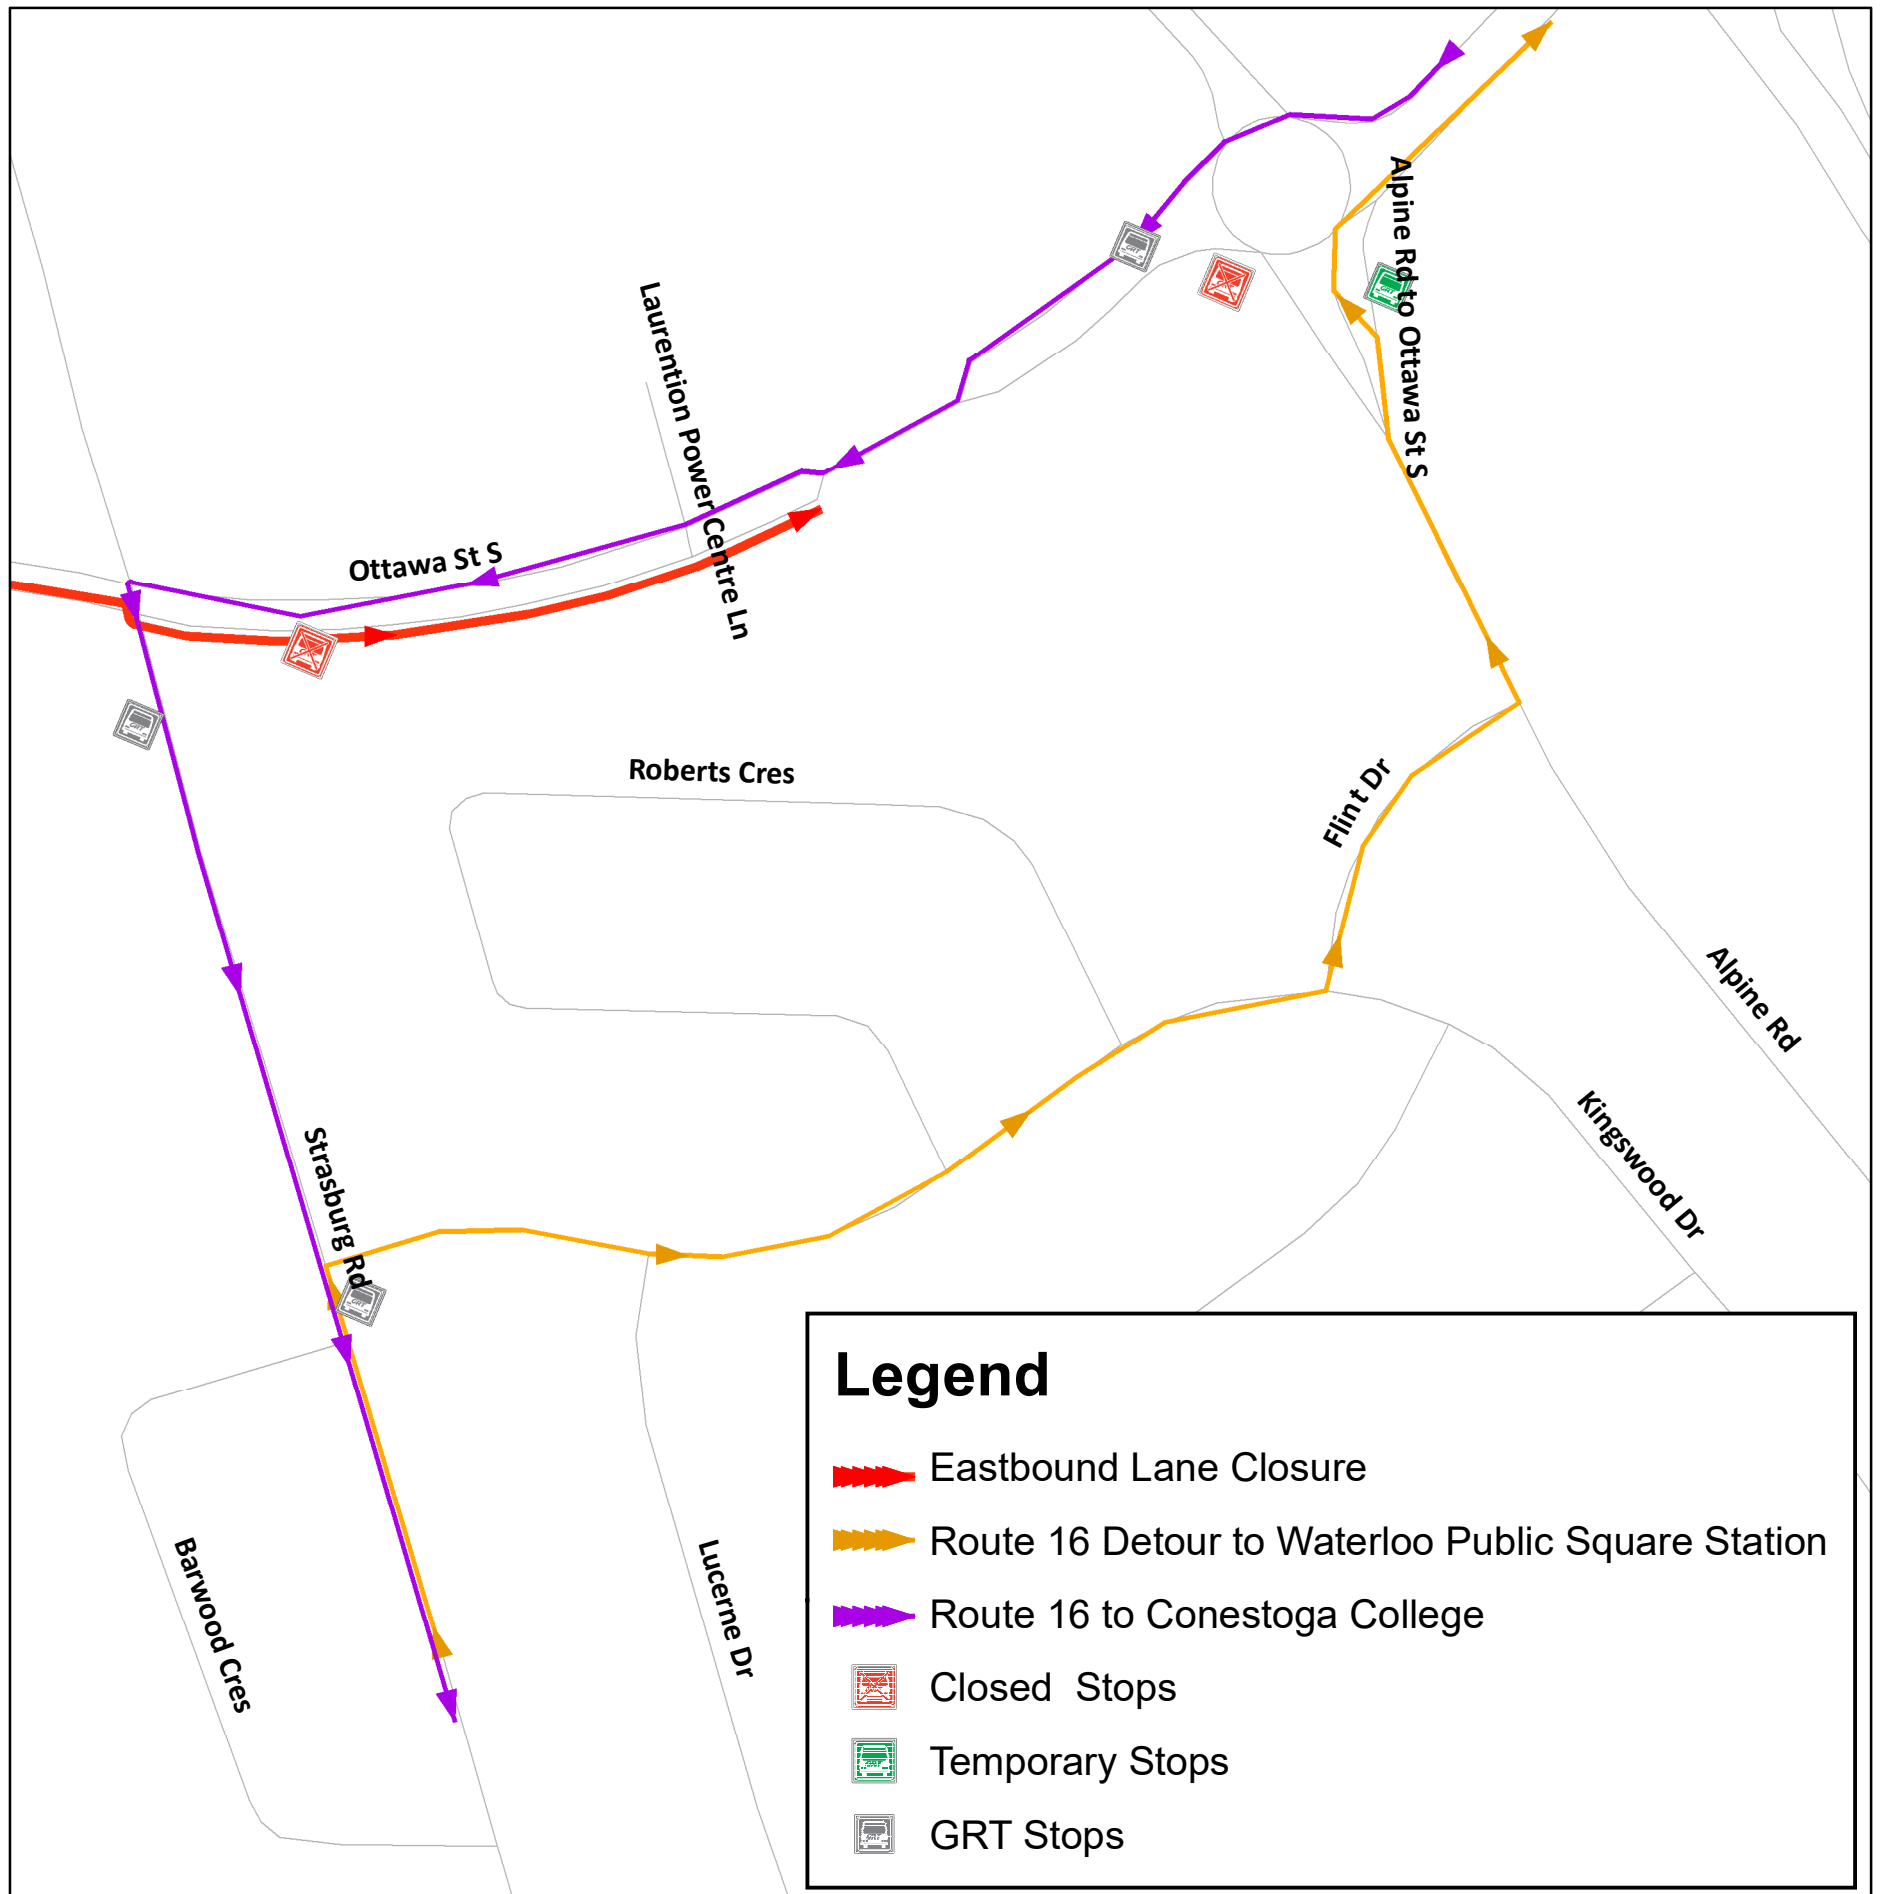 Alpine Rd to Ottawa St S
Laurention Power Centre Ln
Ottawa St S
Roberts Cres
Flint Dr
Alpine Rd
Kingswood Dr
Strasburg Rd
Barwood Cres
Lucerne Dr
Legend
Eastbound Lane Closure
Route 16 Detour to Waterloo Public Square Station
Route 16 to Conestoga College
Closed  Stops
Temporary Stops
GRT Stops